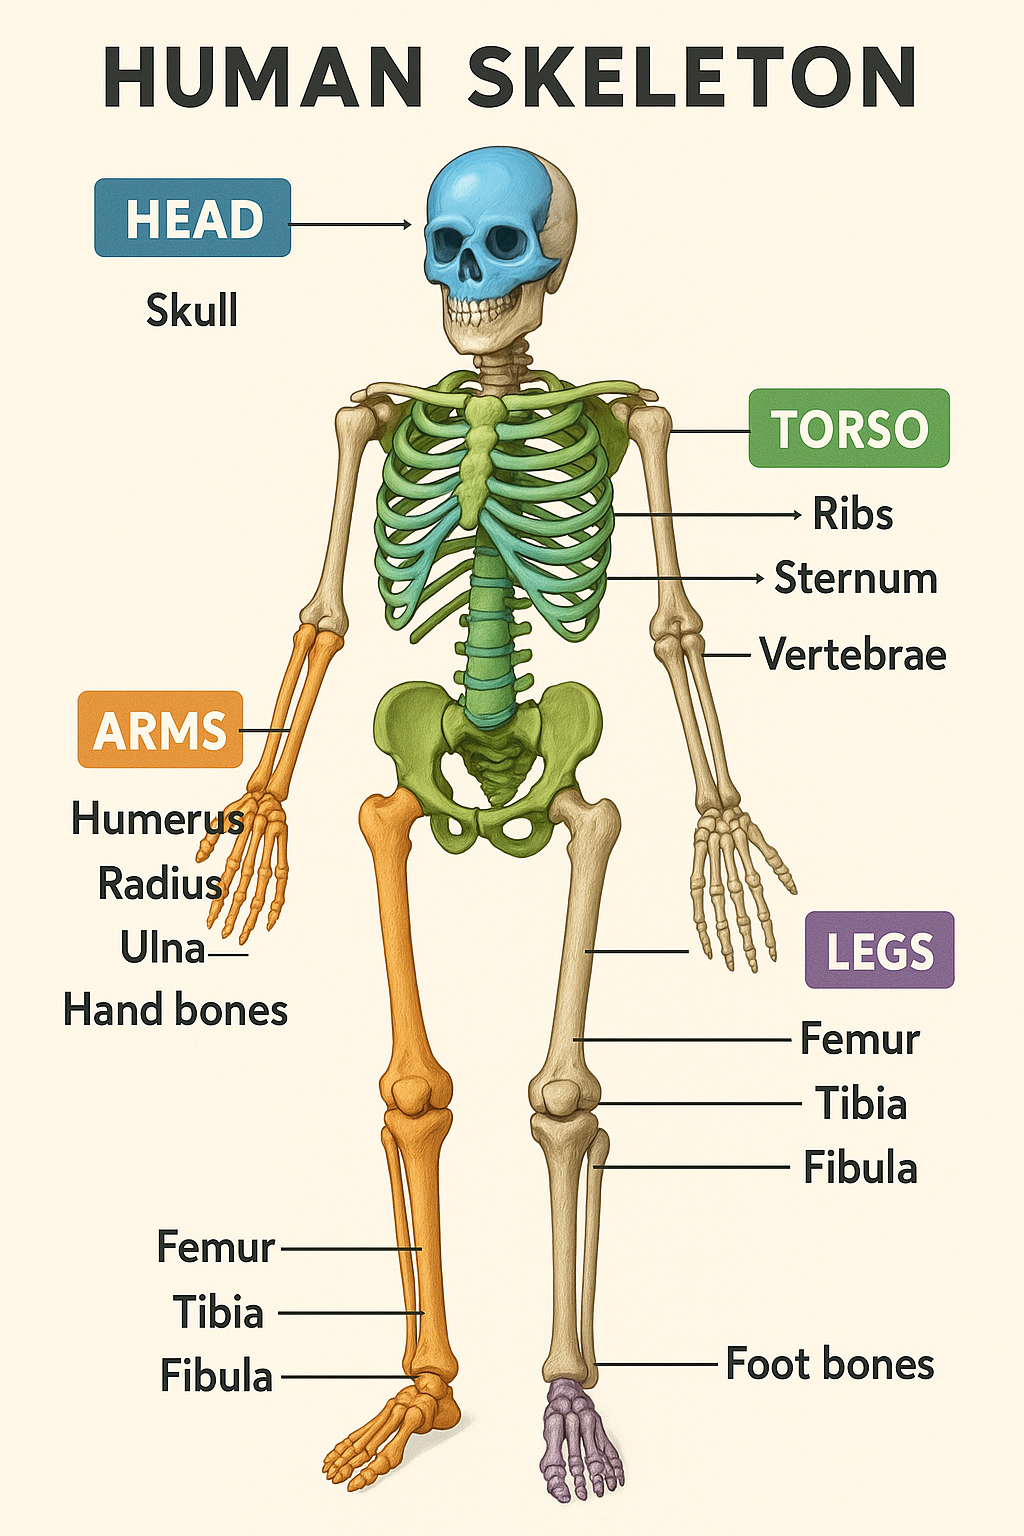 HUMAN SKELETON
HEAD
Skull
TORSO
Ribs
Sternum
Vertebrae
ARMS
Humerus
Radius
Ulna
Hand bones
LEGS
Femur
Tibia
Fibula
Femur
Tibia
Fibula
Foot bones